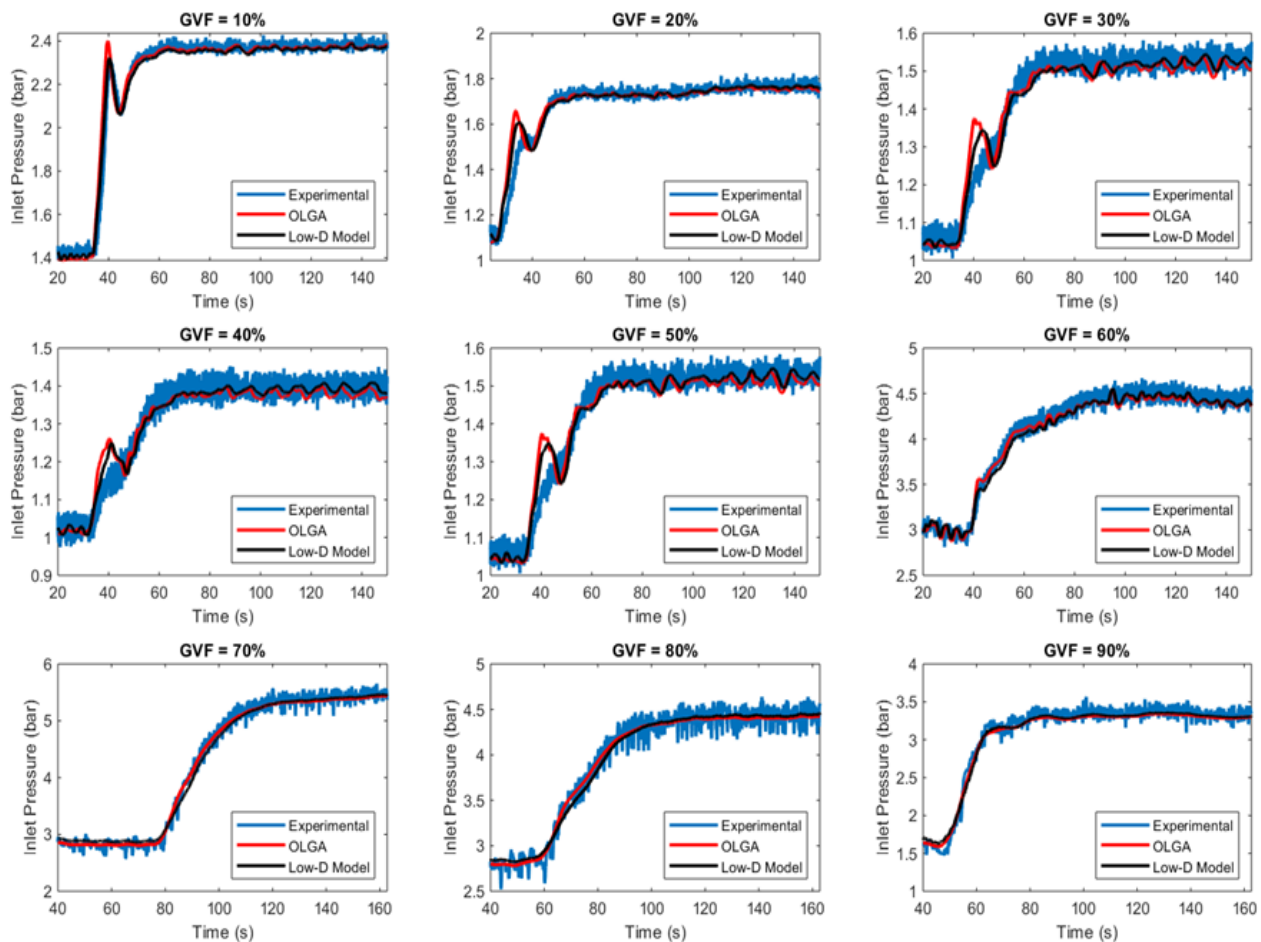 GVF = 10%
Inlet Pressure (bar)
2.4
2.2
2
1.8
1.6
1.4
Experimental
OLGA
Low-D Model
20 40 60 80 100 120 140
Time (s)
GVF = 20%
Inlet Pressure (bar)
2
1.8
1.6
1.4
1.2
1
Experimental
OLGA
Low-D Model
40 60 80 100 120 140
Time (s)
GVF = 30%
Inlet Pressure (bar)
1.6
1.5
1.4
1.3
1.2
1.1
1
Experimental
OLGA
Low-D Model
20 40 60 80 100 120 140
Time (s)
GVF = 40%
Inlet Pressure (bar)
1.5
1.4
1.3
1.2
1.1
1
0.9
Experimental
OLGA
Low-D Model
20 40 60 80 100 120 140
Time (s)
GVF = 50%
Inlet Pressure (bar)
1.6
1.5
1.4
1.3
1.2
1.1
1
Experimental
OLGA
Low-D Model
20 40 60 80 100 120 140
Time (s)
GVF = 60%
Inlet Pressure (bar)
5
4.5
4
3.5
3
2.5
Experimental
OLGA
Low-D Model
20 40 60 80 100 120 140
Time (s)
GVF = 70%
Inlet Pressure (bar)
6
5
4
3
2
Experimental
OLGA
Low-D Model
40 60 80 100 120 140 160
Time (s)
GVF = 80%
Inlet Pressure (bar)
5
4.5
4
3.5
3
2.5
Experimental
OLGA
Low-D Model
40 60 80 100 120 140 160
Time (s)
GVF = 90%
Inlet Pressure (bar)
4
3.5
3
2.5
2
1.5
1
Experimental
OLGA
Low-D Model
40 60 80 100 120 140 160
Time (s)